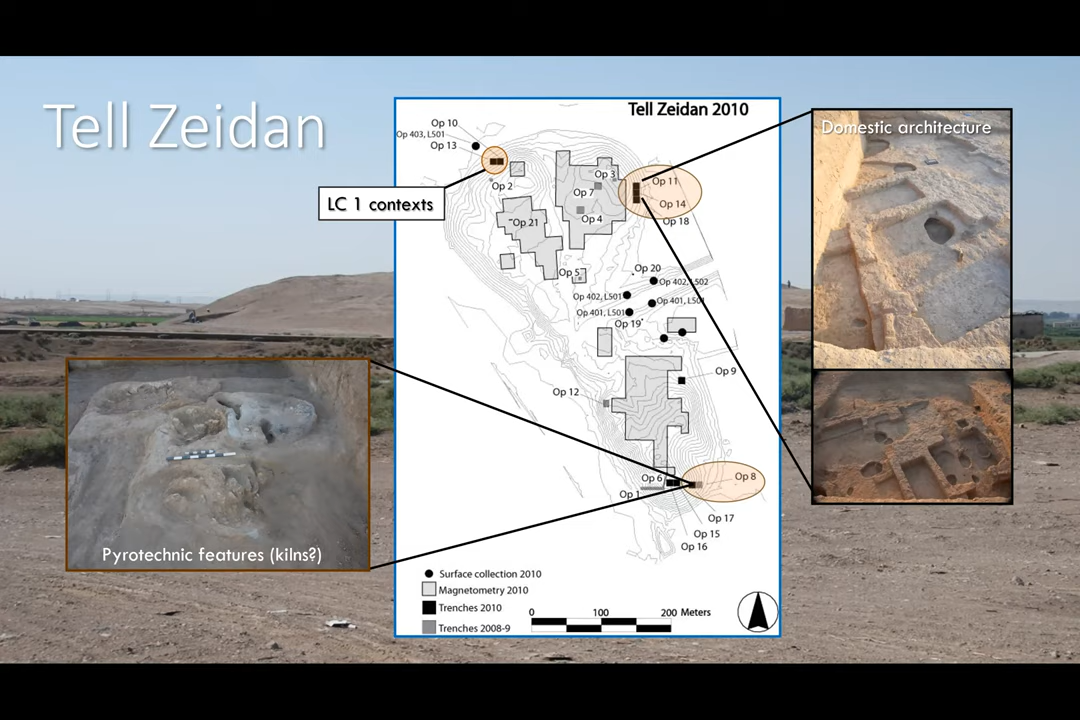 Tell Zeidan
Tell Zeidan 2010
Op 10
Op 403, L501
Op 13
Op 2
LC 1 contexts
Op 3
Op 7
Op 4
Op 11
Op 14
Op 18
Op 21
Op 5
Op 20
Op 402, L502
Op 402, L501
Op 401, L501
Op 401, L501
Op 19
Op 9
Op 12
Op 6
Op 8
Op 1
Op 17
Op 15
Op 16
Domestic architecture
Pyrotechnic features (kilns?)
Surface collection 2010
Magnetometry 2010
Trenches 2010
Trenches 2008-9
0 100 200 Meters